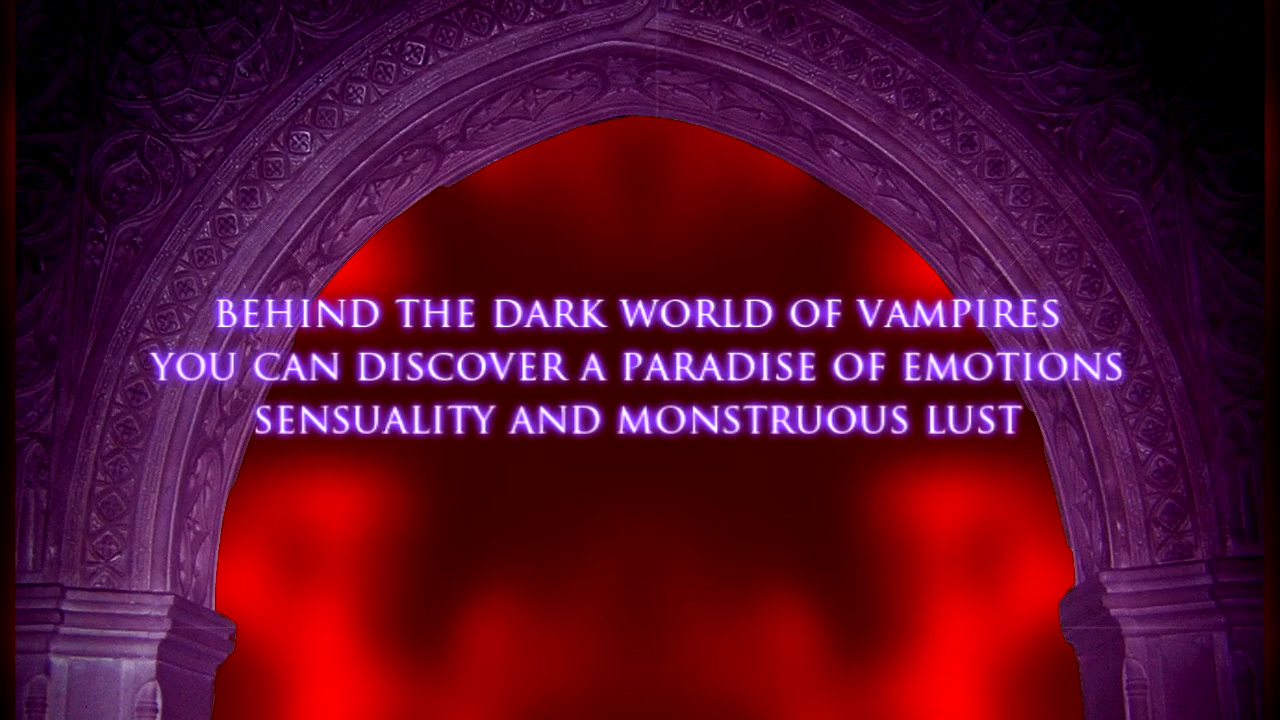 BEHIND THE DARK WORLD OF VAMPIRES
YOU CAN DISCOVER A PARADISE OF EMOTIONS
SENSUALITY AND MONSTRUOUS LUST